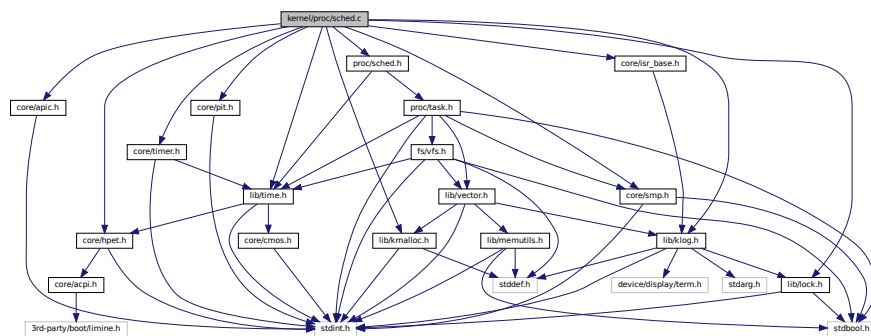 kernel/proc/sched.c
proc/sched.h
core/isr_base.h
core/apic.h
core/pit.h
proc/task.h
core/timer.h
fs/vfs.h
lib/time.h
lib/vector.h
core/smp.h
core/hpet.h
core/cmos.h
lib/kmalloc.h
lib/memutils.h
lib/klog.h
core/acpi.h
stddef.h
device/display/term.h
stdarg.h
lib/lock.h
3rd-party/boot/limine.h
stdint.h
stdbool.h